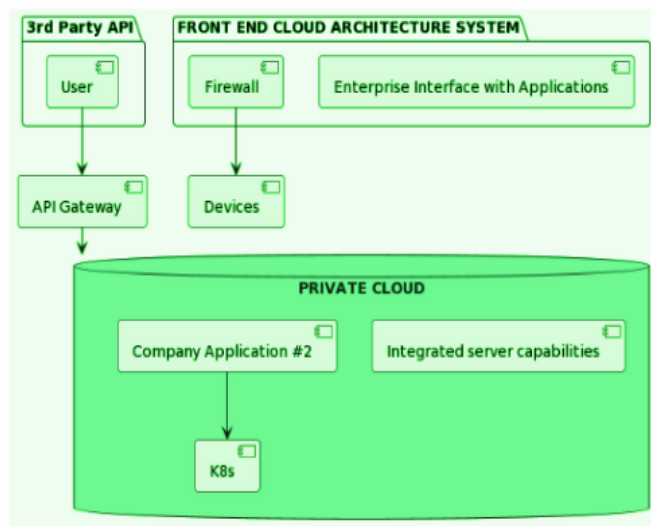 3rd Party API
FRONT END CLOUD ARCHITECTURE SYSTEM
User
Firewall
Enterprise Interface with Applications
API Gateway
Devices
PRIVATE CLOUD
Company Application #2
Integrated server capabilities
K8s